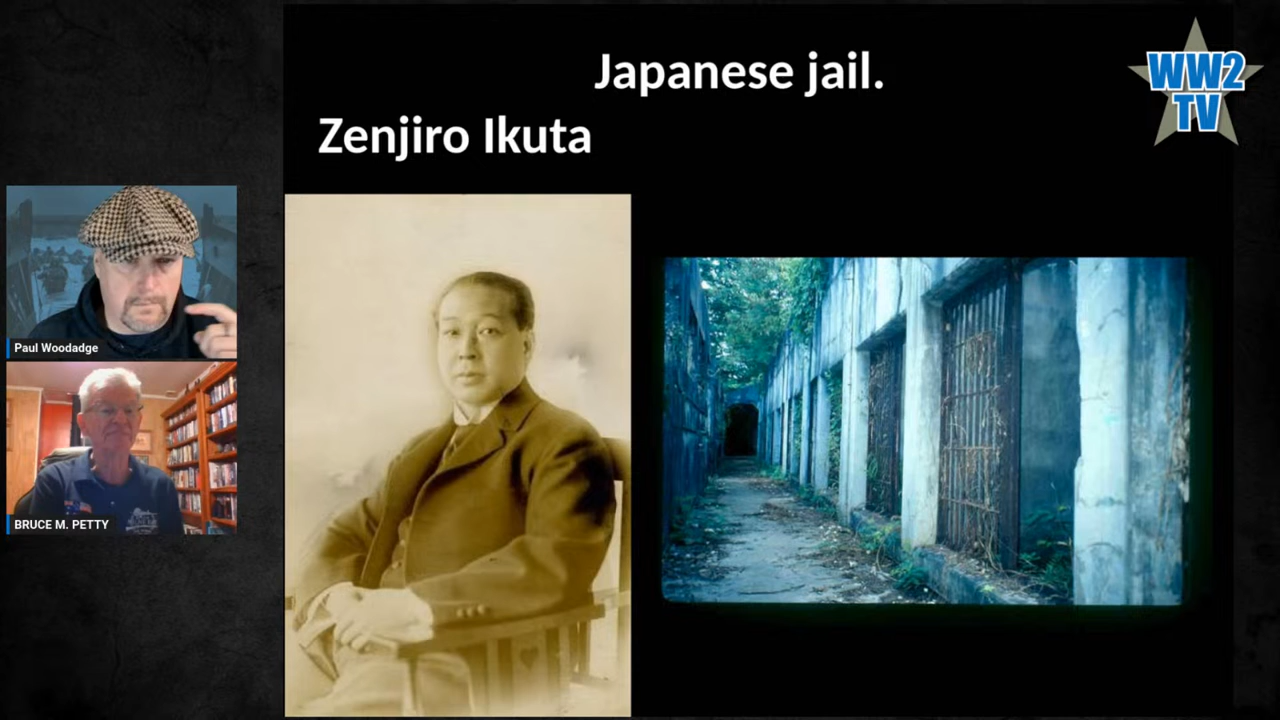 Japanese jail.
Zenjiro Ikuta
WW2
TV
Paul Woodadge
BRUCE M. PETTY